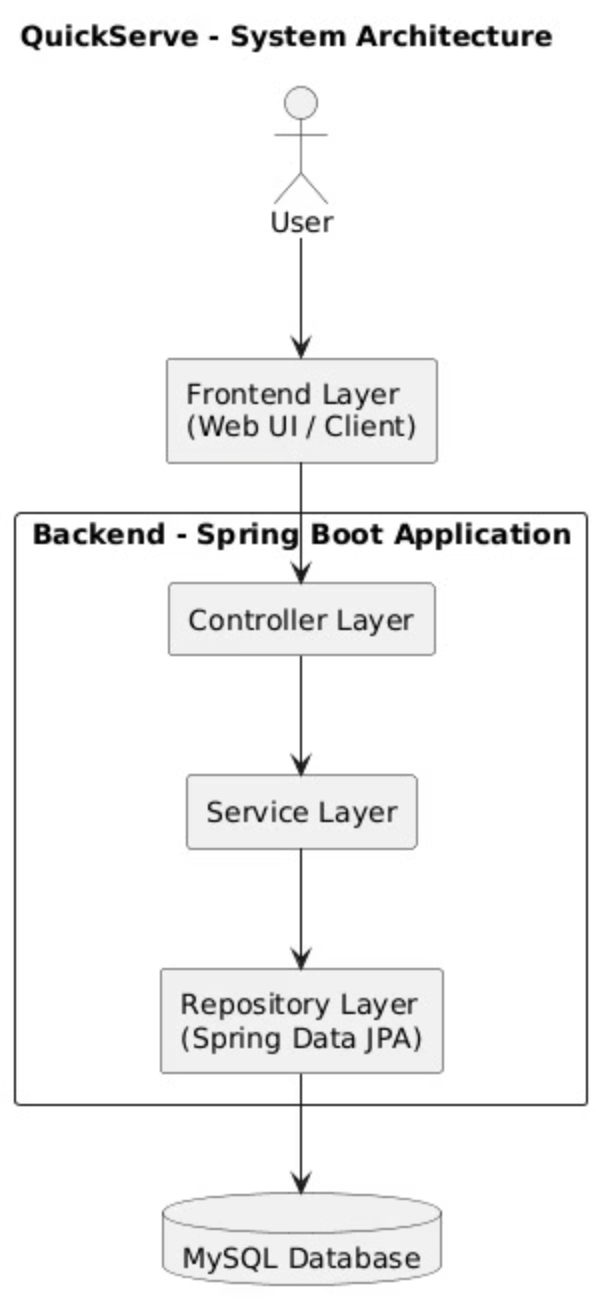 QuickServe - System Architecture
User
Frontend Layer
(Web UI / Client)
Backend - Spring Boot Application
Controller Layer
Service Layer
Repository Layer
(Spring Data JPA)
MySQL Database